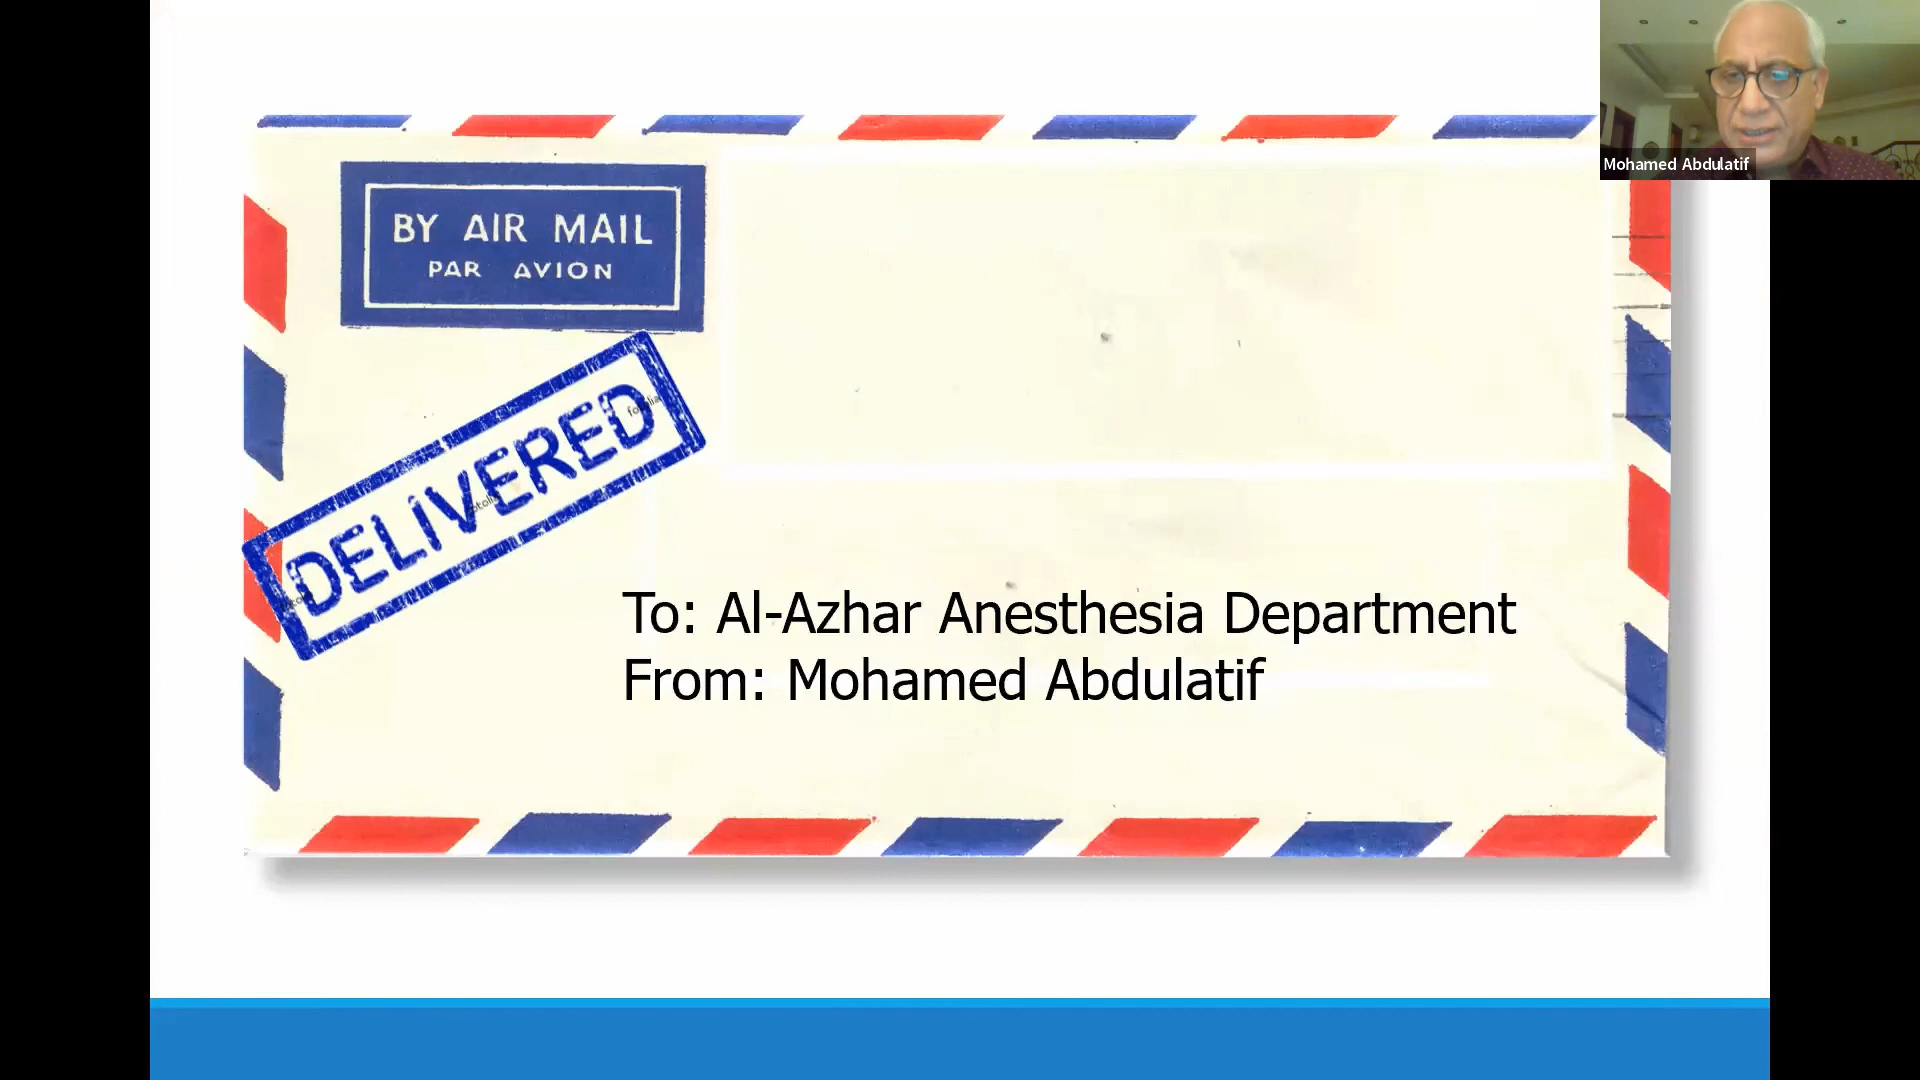 Mohamed Abdulatif
BY AIR MAIL
PAR AVION
DELIVERED
To: Al-Azhar Anesthesia Department
From: Mohamed Abdulatif